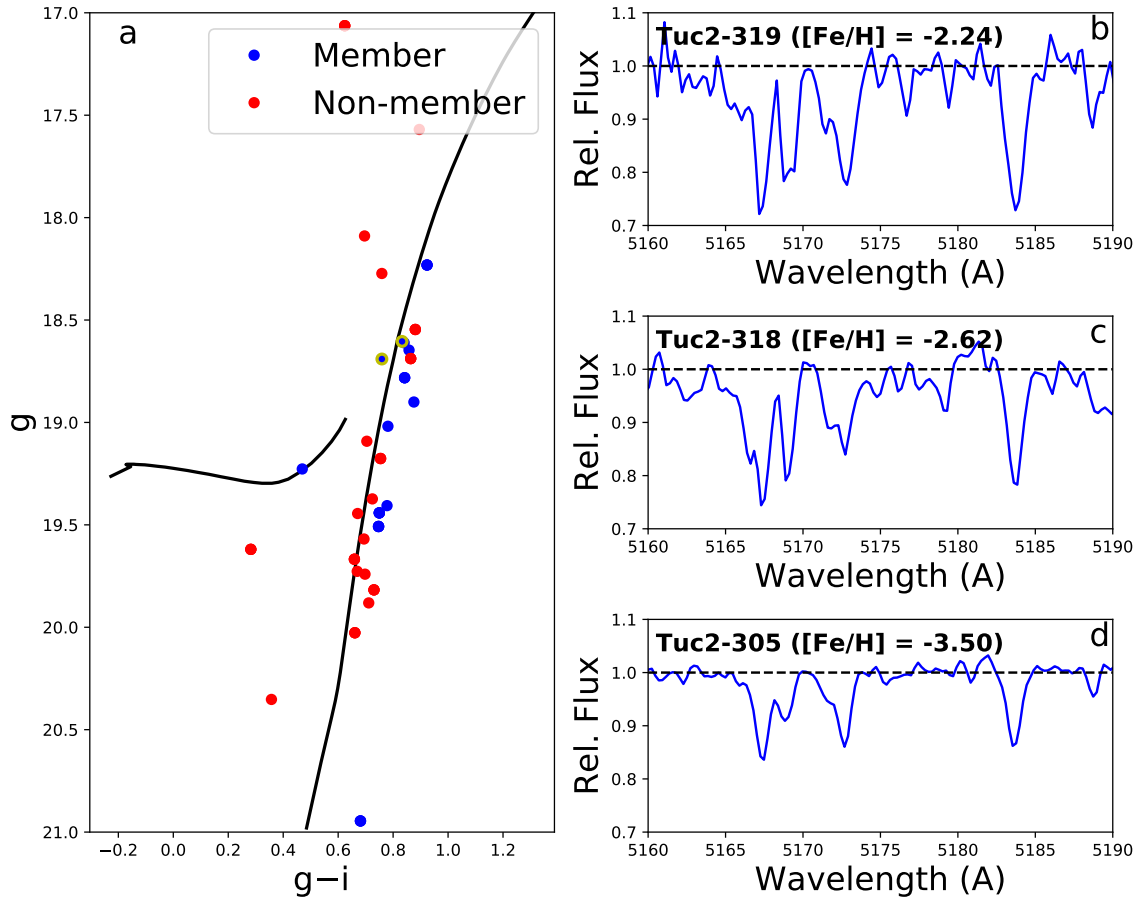 a
Member
Non-member
17.0
17.5
18.0
18.5
19.0
19.5
20.0
20.5
21.0
g
−0.2 0.0 0.2 0.4 0.6 0.8 1.0 1.2
g−i
b
Tuc2-319 ([Fe/H] = -2.24)
1.1
1.0
0.9
0.8
0.7
Rel. Flux
5160 5165 5170 5175 5180 5185 5190
Wavelength (A)
c
Tuc2-318 ([Fe/H] = -2.62)
1.1
1.0
0.9
0.8
0.7
Rel. Flux
5160 5165 5170 5175 5180 5185 5190
Wavelength (A)
d
Tuc2-305 ([Fe/H] = -3.50)
1.1
1.0
0.9
0.8
0.7
Rel. Flux
5160 5165 5170 5175 5180 5185 5190
Wavelength (A)